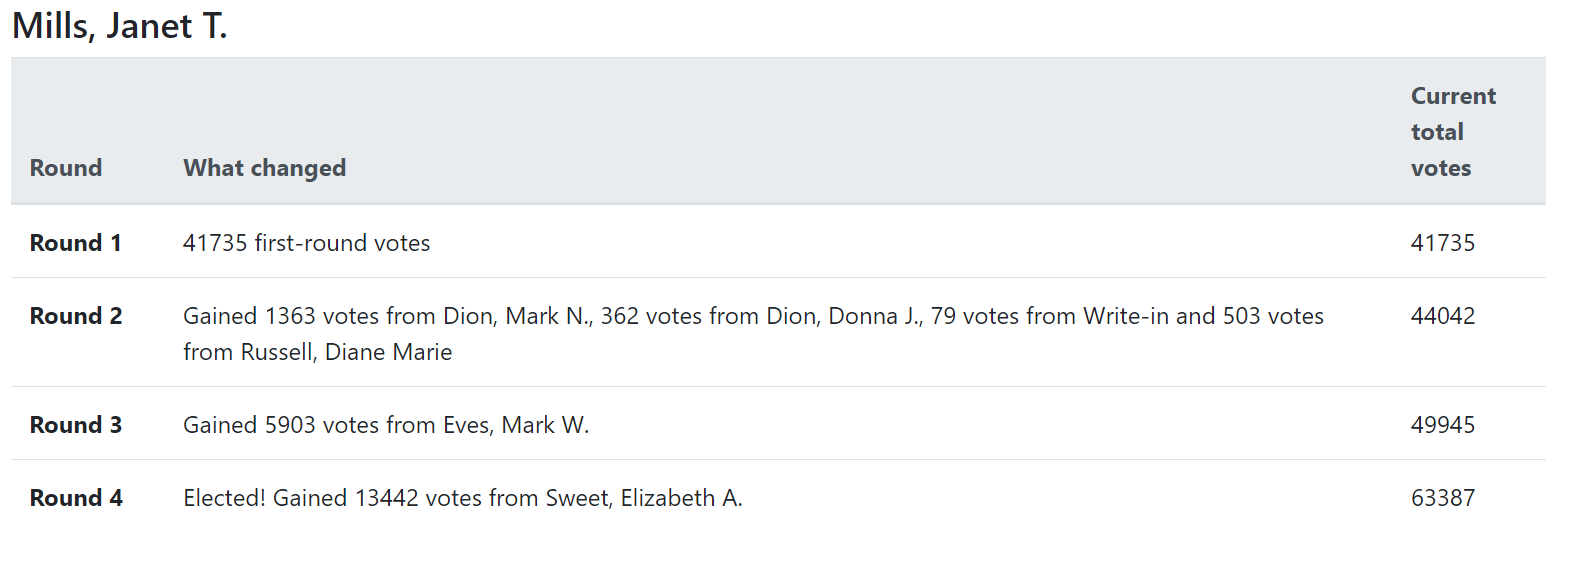 Mills, Janet T.
Current
total
Round What changed votes
Round 1 41735 first-round votes 41735
Round 2 Gained 1363 votes from Dion, Mark N., 362 votes from Dion, Donna J., 79 votes from Write-in and 503 votes 44042
from Russell, Diane Marie
Round 3 Gained 5903 votes from Eves, Mark W. 49945
Round 4 Elected! Gained 13442 votes from Sweet, Elizabeth A. 63387